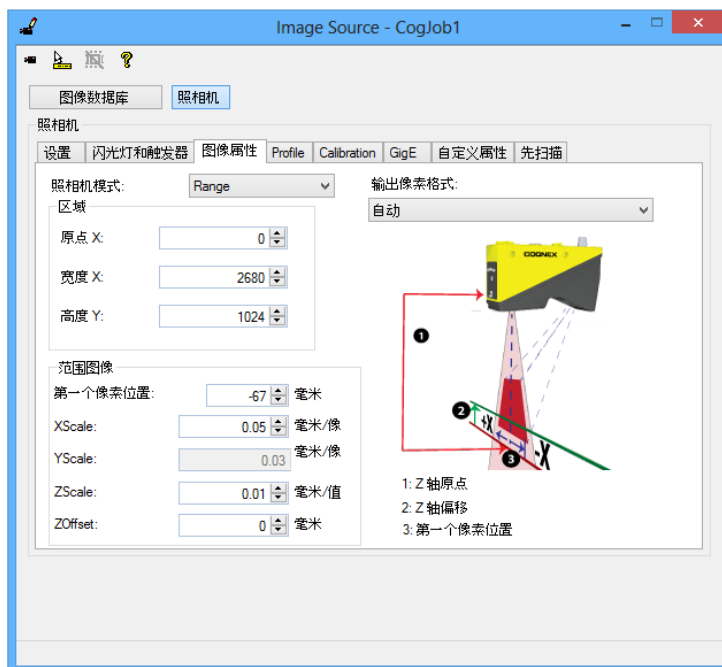 Image Source - CogJob1
图像数据库 照相机
照相机
设置 闪光灯和触发器 图像属性 Profile Calibration GigE 自定义属性 先扫描
照相机模式: Range
输出像素格式:
自动
区域
原点 X: 0
宽度 X: 2680
高度 Y: 1024
范围图像
第一个像素位置: -67 毫米
XScale: 0.05 毫米/像
YScale: 0.03 毫米/像
ZScale: 0.01 毫米/值
ZOffset: 0 毫米
COGNEX
1
2
+X
3
-X
1: Z 轴原点
2: Z 轴偏移
3: 第一个像素位置